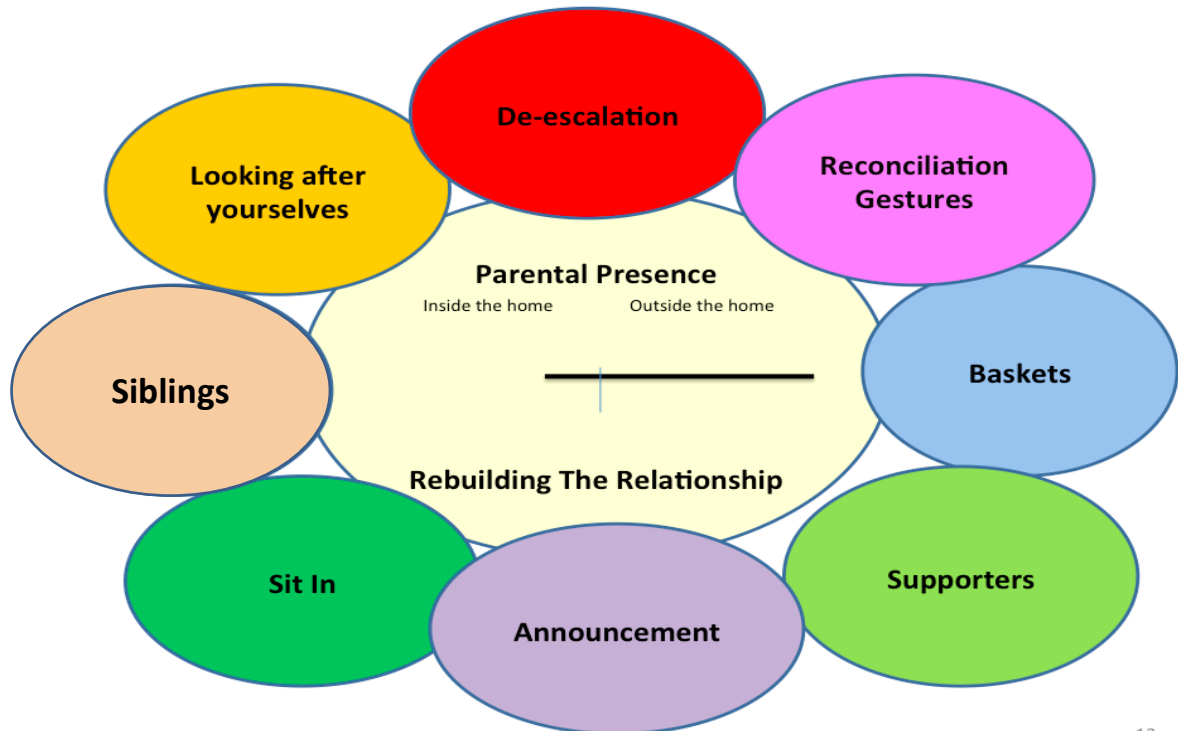 De-escalation
Looking after
yourselves
Reconciliation
Gestures
Parental Presence
Inside the home Outside the home
Siblings
Baskets
Rebuilding The Relationship
Sit In
Supporters
Announcement